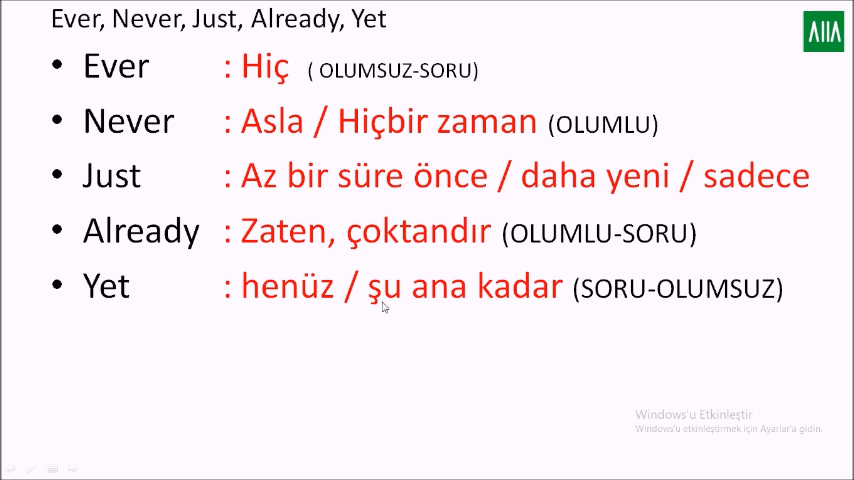 Ever, Never, Just, Already, Yet
AIIA
• Ever : Hiç ( OLUMSUZ-SORU)
• Never : Asla / Hiçbir zaman (OLUMLU)
• Just : Az bir süre önce / daha yeni / sadece
• Already : Zaten, çoktandır (OLUMLU-SORU)
• Yet : henüz / şu ana kadar (SORU-OLUMSUZ)
Windows'u Etkinleştir
Windows'u etkinleştirmek için Ayarlar'a gidin.